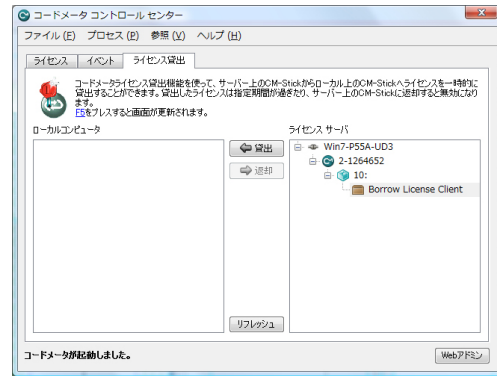 コードメータ コントロール センター
ファイル (F) プロセス (P) 参照 (V) ヘルプ (H)
ライセンス イベント ライセンス貸出
コードメータライセンス貸出機能を使って、サーバー上のCM-Stickからローカル上のCM-Stickへライセンスを一時的に
貸出することができます。貸出したライセンスは指定期間が過ぎたり、サーバー上のCM-Stickに返却すると無効になり
ます。
F5をプレスすると画面が更新されます。
ローカルコンピュータ
ライセンス サーバ
貸出
返却
Win7-P55A-UD3
2-1264652
10:
Borrow License Client
リフレッシュ
コードメータが起動しました。
Webアドミン